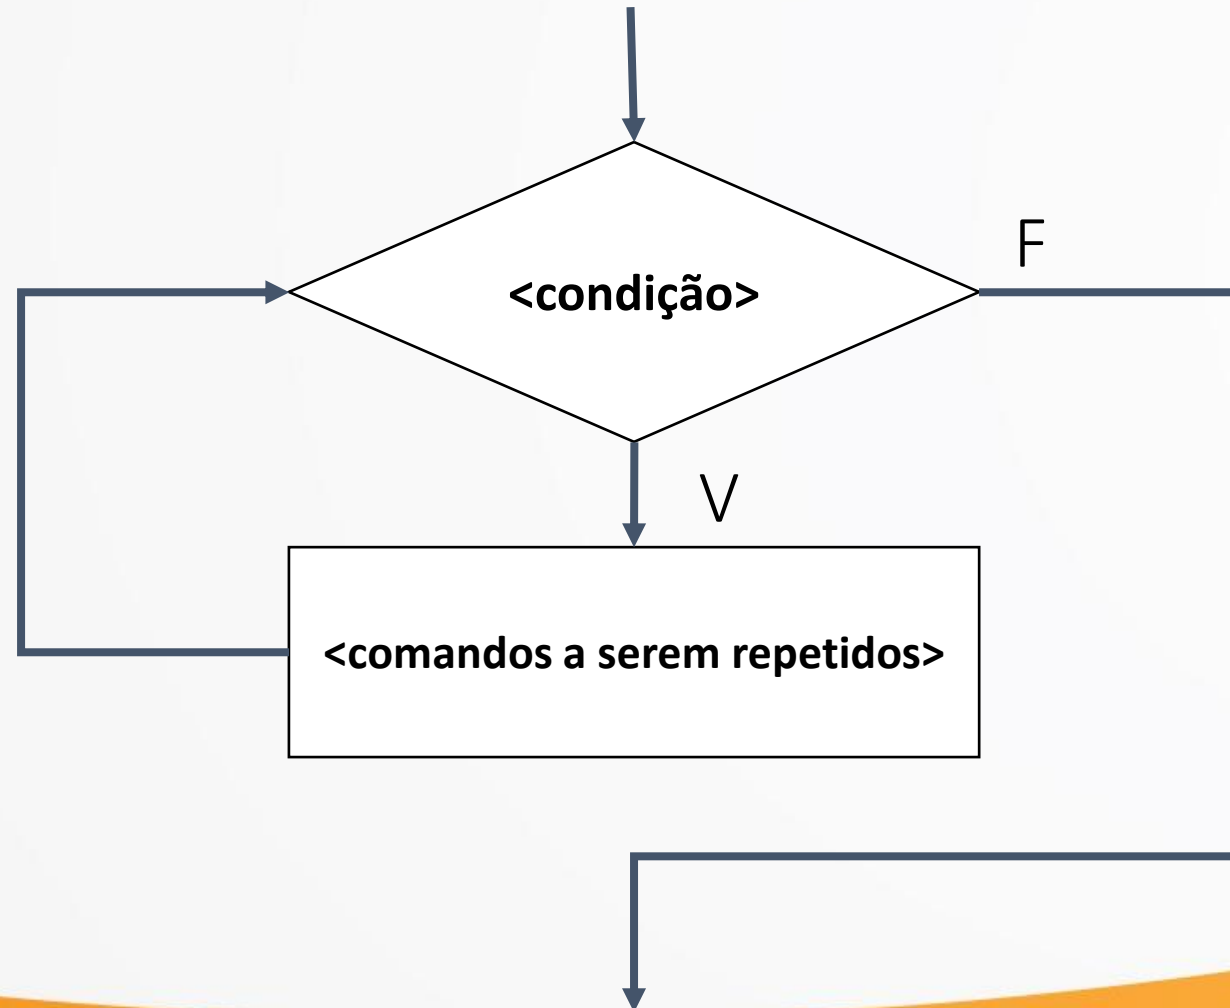 F
<condição>
V
<comandos a serem repetidos>